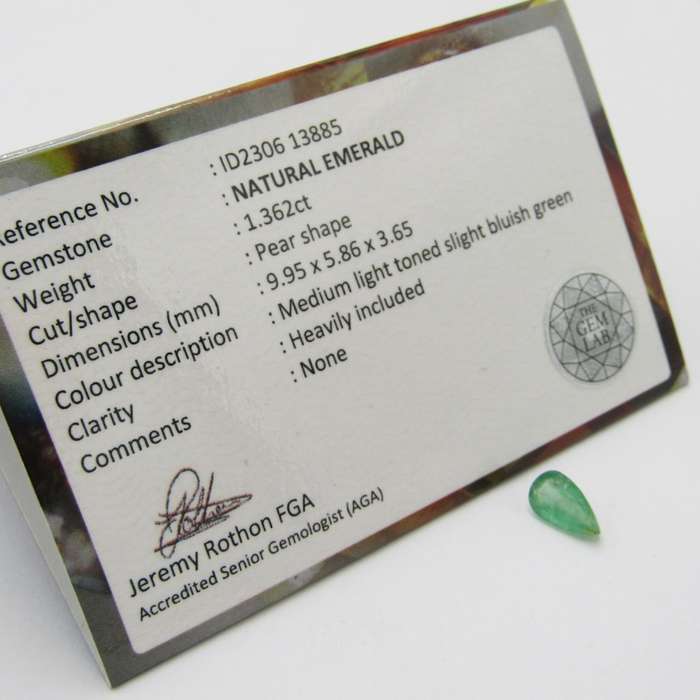 Reference No. : ID2306 13885
Gemstone : NATURAL EMERALD
Weight : 1.362ct
Cut/shape : Pear shape
Dimensions (mm) : 9.95 x 5.86 x 3.65
Colour description : Medium light toned slight bluish green
Clarity : Heavily included
Comments : None
THE
GEM
LAB
Jeremy Rothon FGA
Accredited Senior Gemologist (AGA)